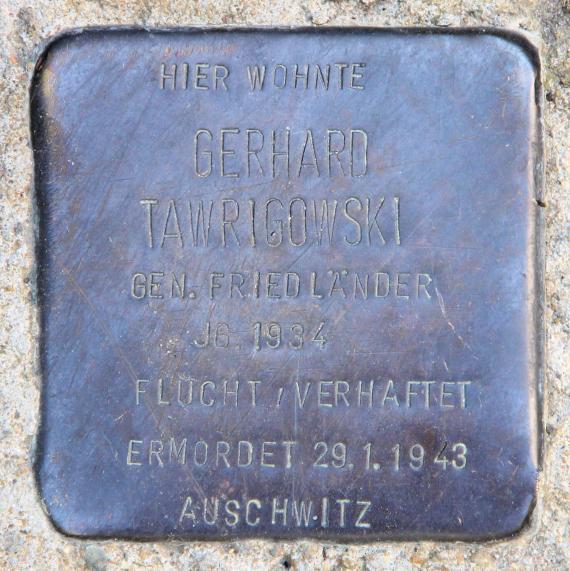 HIER WOHNTE
GERHARD
TAWRIGOWSKI
GEN. FRIEDLÄNDER
JG. 1934
FLUCHT / VERHAFTET
ERMORDET 29.1.1943
AUSCHWITZ